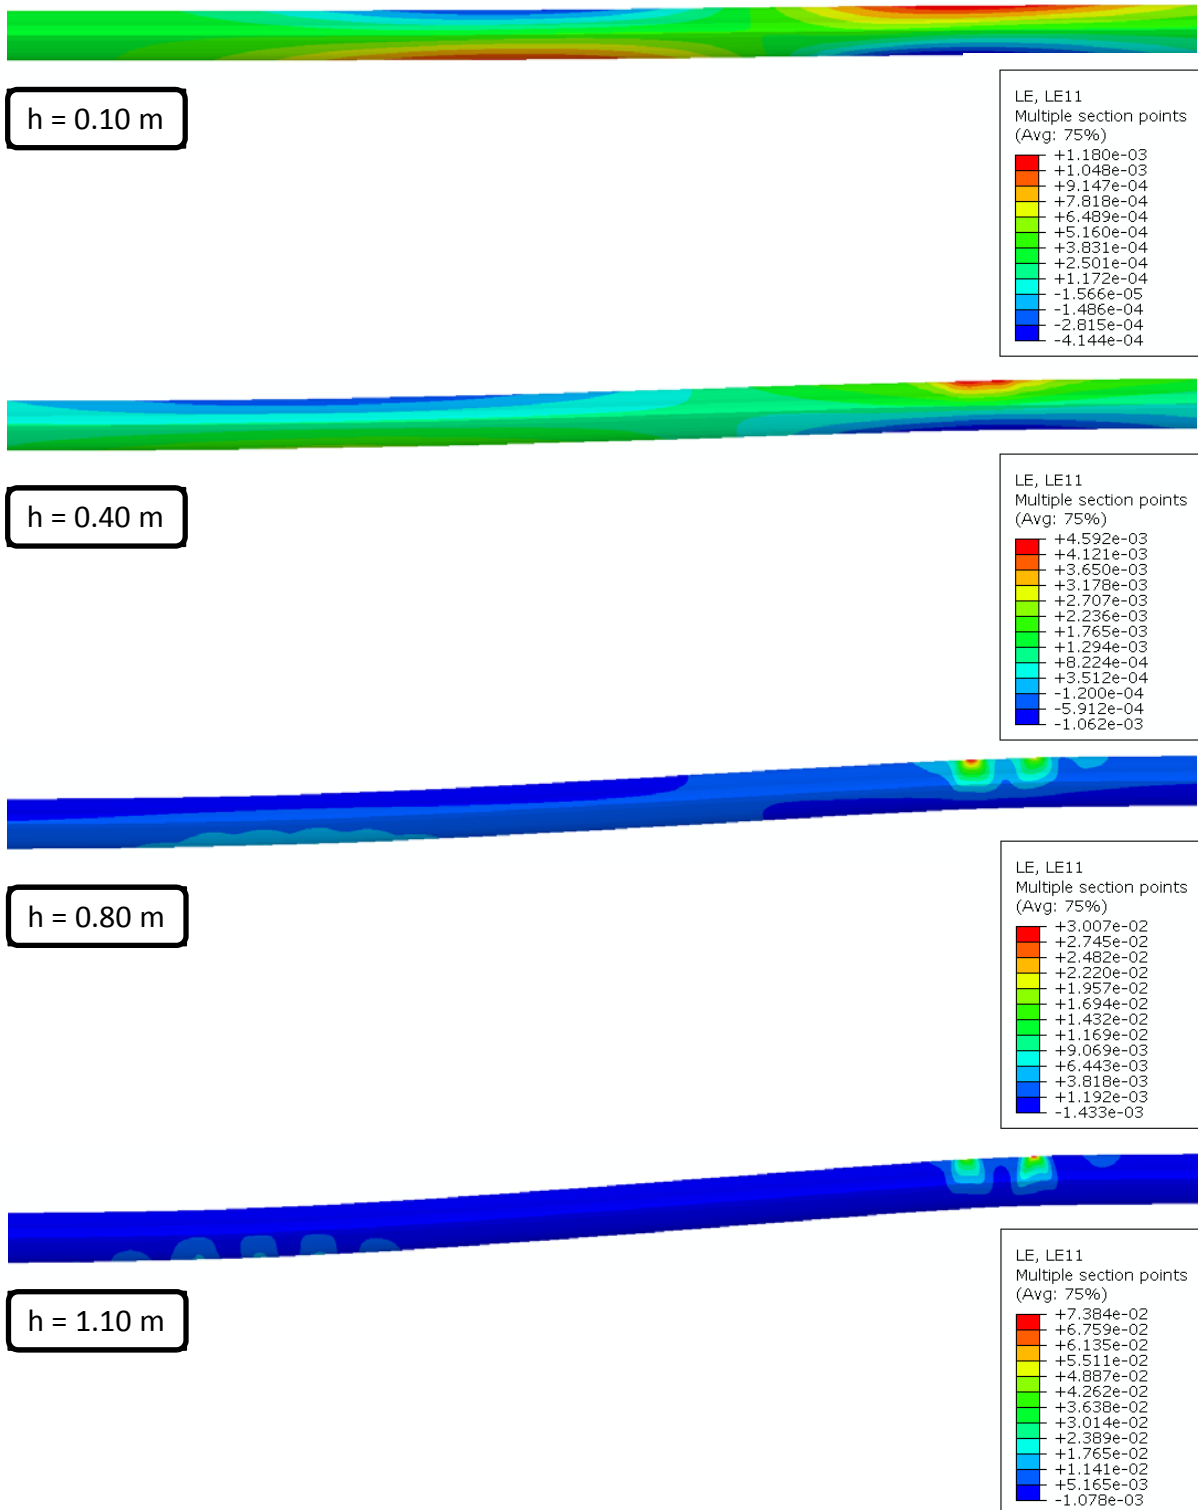 h = 0.10 m
LE, LE11
Multiple section points
(Avg: 75%)
+1.180e-03
+1.048e-03
+9.147e-04
+7.818e-04
+6.489e-04
+5.160e-04
+3.831e-04
+2.501e-04
+1.172e-04
-1.566e-05
-1.486e-04
-2.815e-04
-4.144e-04
h = 0.40 m
LE, LE11
Multiple section points
(Avg: 75%)
+4.592e-03
+4.121e-03
+3.650e-03
+3.178e-03
+2.707e-03
+2.236e-03
+1.765e-03
+1.294e-03
+8.224e-04
+3.512e-04
-1.200e-04
-5.912e-04
-1.062e-03
h = 0.80 m
LE, LE11
Multiple section points
(Avg: 75%)
+3.007e-02
+2.745e-02
+2.482e-02
+2.220e-02
+1.957e-02
+1.694e-02
+1.432e-02
+1.169e-02
+9.069e-03
+6.443e-03
+3.818e-03
+1.192e-03
-1.433e-03
h = 1.10 m
LE, LE11
Multiple section points
(Avg: 75%)
+7.384e-02
+6.759e-02
+6.135e-02
+5.511e-02
+4.887e-02
+4.262e-02
+3.638e-02
+3.014e-02
+2.389e-02
+1.765e-02
+1.141e-02
+5.165e-03
-1.078e-03